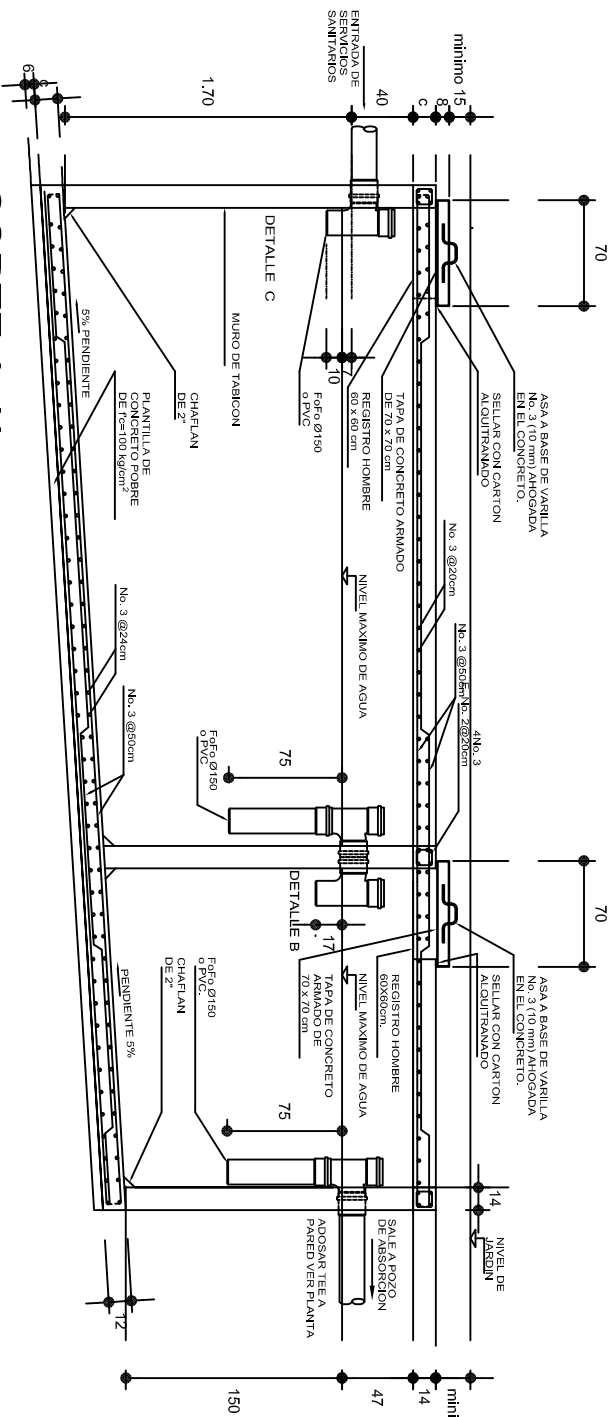 70
70
ASA A BASE DE VARILLA
No. 3 (10 mm) AHOGADA
EN EL CONCRETO.
SELLAR CON CARTON
ALQUITRANADO
TAPA DE CONCRETO ARMADO
DE 70 x 70 cm
REGISTRO HOMBRE
60 x 60 cm
No. 3 @20cm
No. 3 @50cm
4No. 3
E No. 2@20cm
ASA A BASE DE VARILLA
No. 3 (10 mm) AHOGADA
EN EL CONCRETO.
SELLAR CON CARTON
ALQUITRANADO
REGISTRO HOMBRE
60X60cm.
TAPA DE CONCRETO
ARMADO DE
70 x 70 cm
14
NIVEL DE
JARDIN
minimo 15
8
c
40
1.70
c
6
ENTRADA DE
SERVICIOS
SANITARIOS
DETALLE C
7
10
FoFo Ø150
o PVC
NIVEL MAXIMO DE AGUA
75
FoFo Ø150
o PVC
DETALLE B
17
NIVEL MAXIMO DE AGUA
75
FoFo Ø150
o PVC.
SALE A POZO
DE ABSORCION
ADOSAR TEE A
PARED VER PLANTA
MURO DE TABICON
CHAFLAN
DE 2"
5% PENDIENTE
PLANTILLA DE
CONCRETO POBRE
DE f'c=100 kg/cm²
No. 3 @24cm
No. 3 @50cm
PENDIENTE 5%
CHAFLAN
DE 2"
12
mini
14
47
150